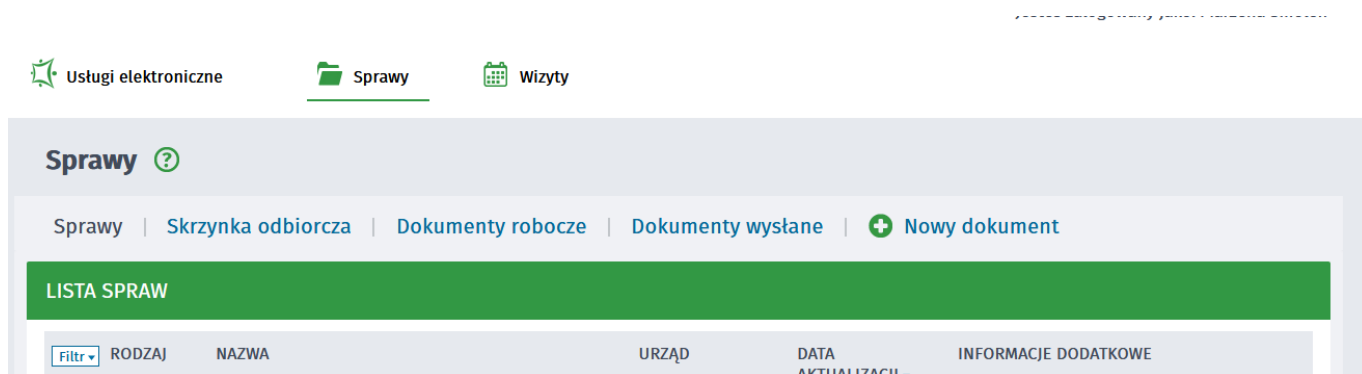 Usługi elektroniczne Sprawy Wizyty
Sprawy ?
Sprawy | Skrzynka odbiorcza | Dokumenty robocze | Dokumenty wysłane | Nowy dokument
LISTA SPRAW
Filtr RODZAJ NAZWA URZĄD DATA INFORMACJE DODATKOWE
AKTUALIZACJI